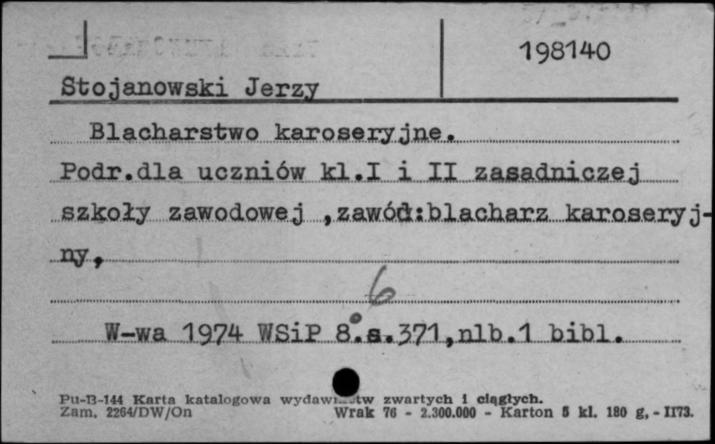 198140
Stojanowski Jerzy
Blacharstwo karoseryjne.
Podr.dla uczniów kl.I i II zasadniczej
szkoły zawodowej ,zawód:blacharz karoseryj-
ny,
6
W-wa 1974 WSiP 8°.s.371,nlb.1 bibl.
Pu-B-144 Karta katalogowa zwartych i ciągłych.
Zam. 2264/DW/On Wrak 76 - 2.300.000 - Karton 5 kl. 180 g, - II73.